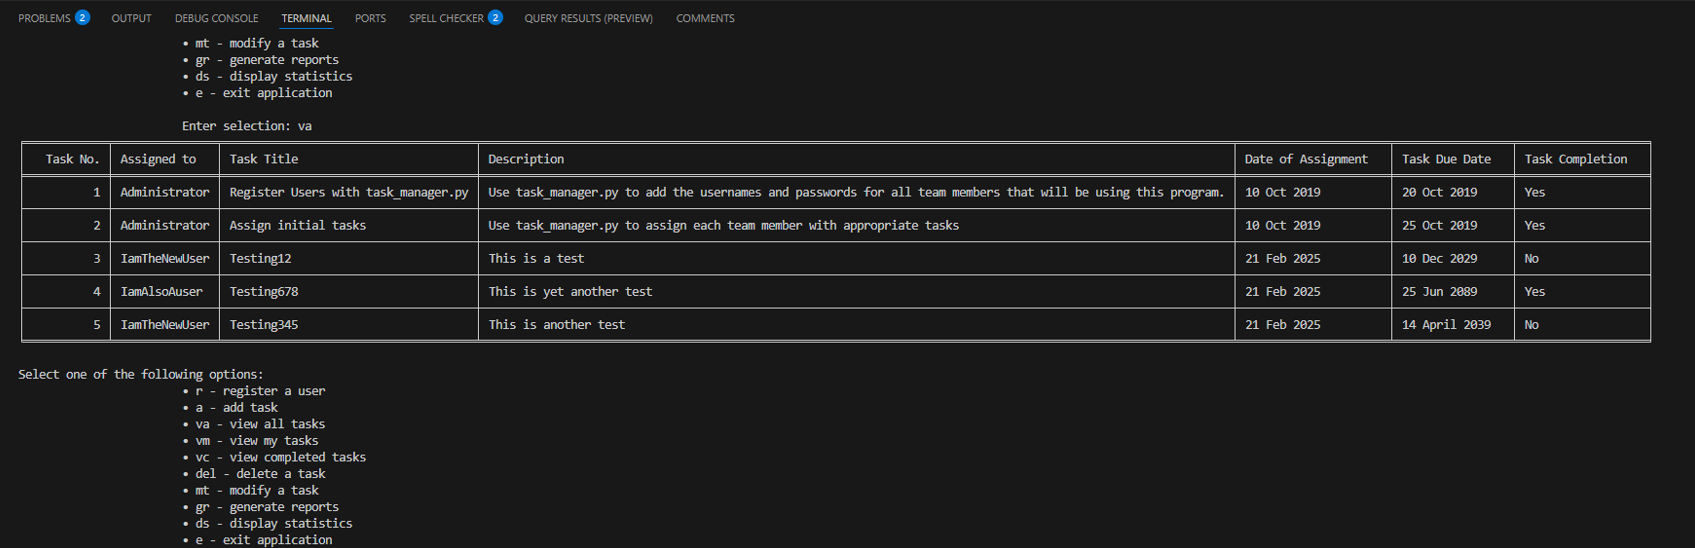 PROBLEMS 2 OUTPUT DEBUG CONSOLE TERMINAL PORTS SPELL CHECKER 2 QUERY RESULTS (PREVIEW) COMMENTS
• mt - modify a task
• gr - generate reports
• ds - display statistics
• e - exit application
Enter selection: va
Task No. Assigned to Task Title Description Date of Assignment Task Due Date Task Completion
1 Administrator Register Users with task_manager.py Use task_manager.py to add the usernames and passwords for all team members that will be using this program. 10 Oct 2019 20 Oct 2019 Yes
2 Administrator Assign initial tasks Use task_manager.py to assign each team member with appropriate tasks 10 Oct 2019 25 Oct 2019 Yes
3 IamTheNewUser Testing12 This is a test 21 Feb 2025 10 Dec 2029 No
4 IamAlsoAuser Testing678 This is yet another test 21 Feb 2025 25 Jun 2089 Yes
5 IamTheNewUser Testing345 This is another test 21 Feb 2025 14 April 2039 No
Select one of the following options:
• r - register a user
• a - add task
• va - view all tasks
• vm - view my tasks
• vc - view completed tasks
• del - delete a task
• mt - modify a task
• gr - generate reports
• ds - display statistics
• e - exit application